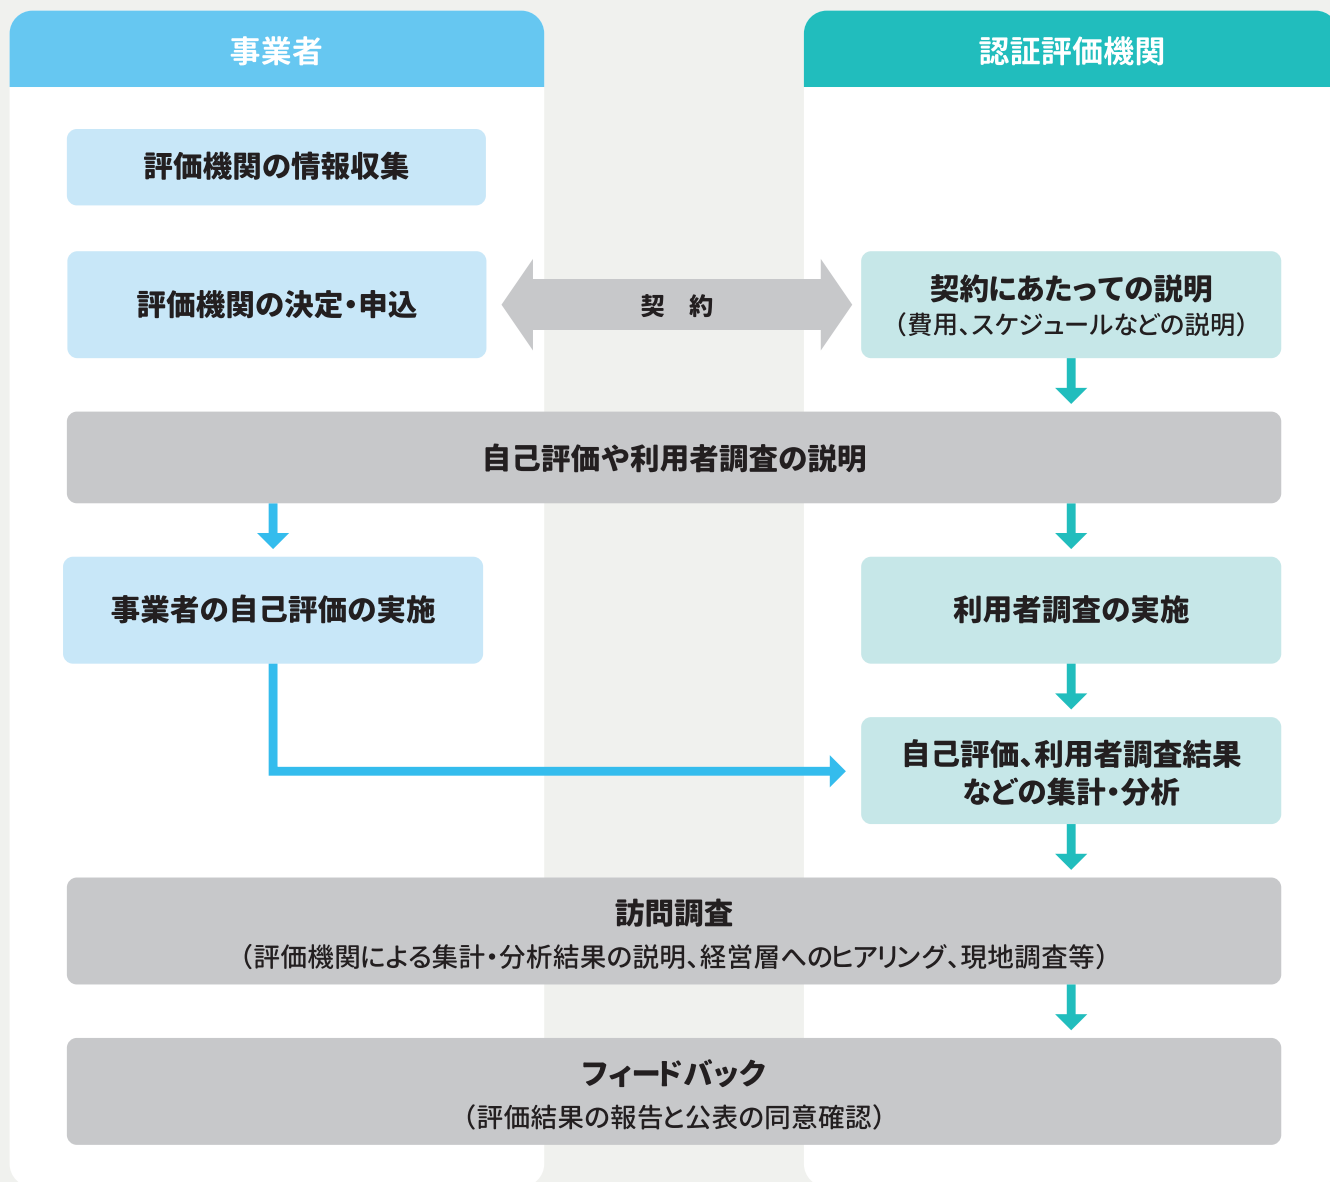 事業者
認証評価機関
評価機関の情報収集
評価機関の決定・申込
契　約
契約にあたっての説明
（費用、スケジュールなどの説明）
自己評価や利用者調査の説明
事業者の自己評価の実施
利用者調査の実施
自己評価、利用者調査結果
などの集計・分析
訪問調査
（評価機関による集計・分析結果の説明、経営層へのヒアリング、現地調査等）
フィードバック
（評価結果の報告と公表の同意確認）